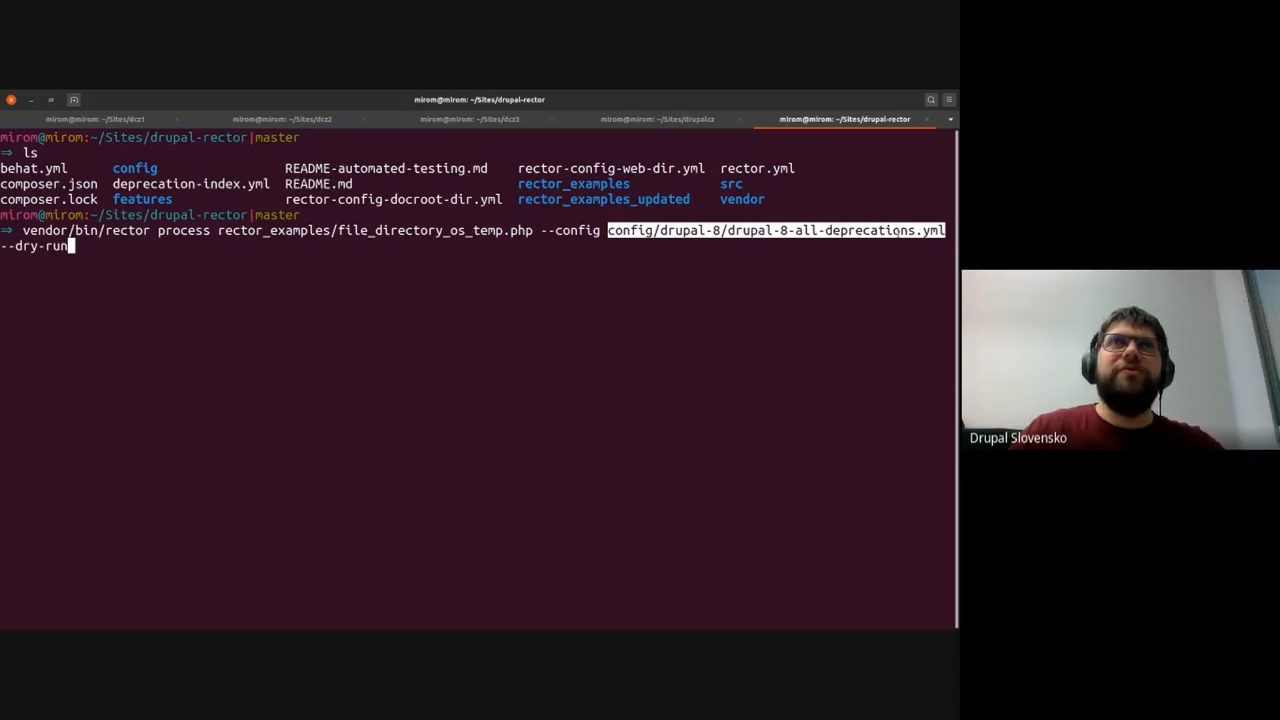 mirom@mirom: ~/Sites/drupal-rector
mirom@mirom: ~/Sites/dcz1
mirom@mirom: ~/Sites/dcz2
mirom@mirom: ~/Sites/dcz3
mirom@mirom: ~/Sites/drupalcz
mirom@mirom: ~/Sites/drupal-rector
mirom@mirom:~/Sites/drupal-rector|master
⇒ ls
behat.yml config README-automated-testing.md rector-config-web-dir.yml rector.yml
composer.json deprecation-index.yml README.md rector_examples src
composer.lock features rector-config-docroot-dir.yml rector_examples_updated vendor
mirom@mirom:~/Sites/drupal-rector|master
⇒ vendor/bin/rector process rector_examples/file_directory_os_temp.php --config config/drupal-8/drupal-8-all-deprecations.yml
--dry-run
Drupal Slovensko